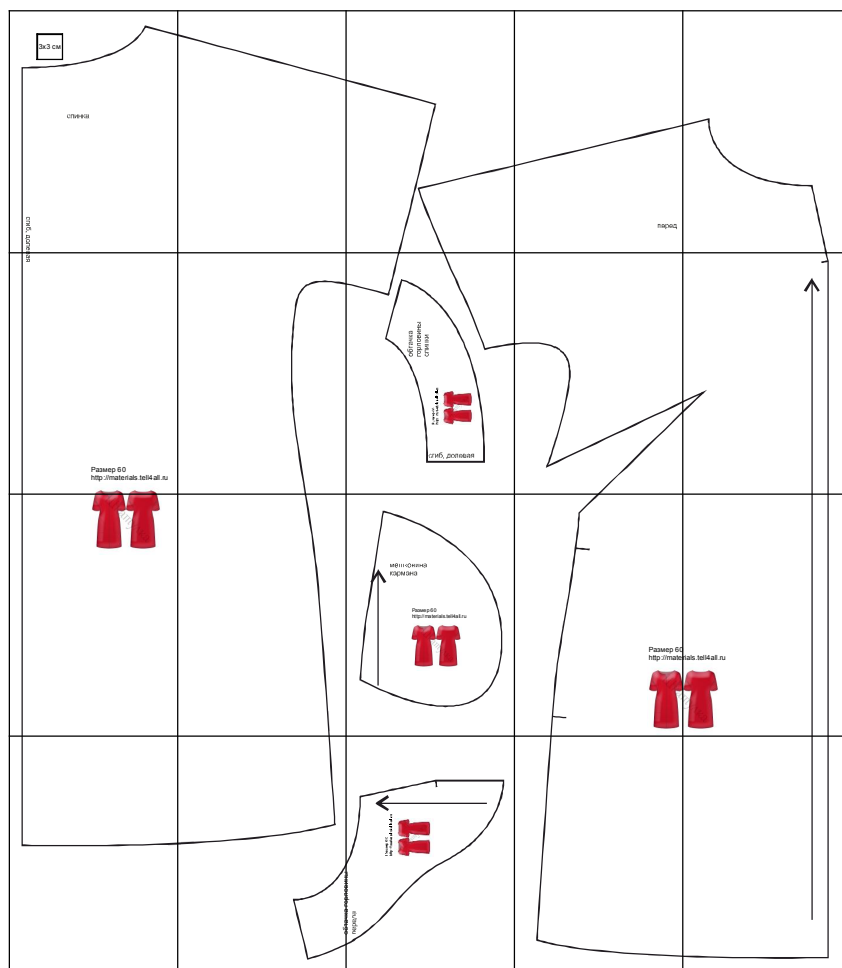 3х3 см
спинка
сгиб, долевая
перед
обтачка
горловины
спинки
сгиб, долевая
Размер 60
http://materials.tell4all.ru
мешковина
кармана
Размер 60
http://materials.tell4all.ru
Размер 60
http://materials.tell4all.ru
обтачка горловины
переда